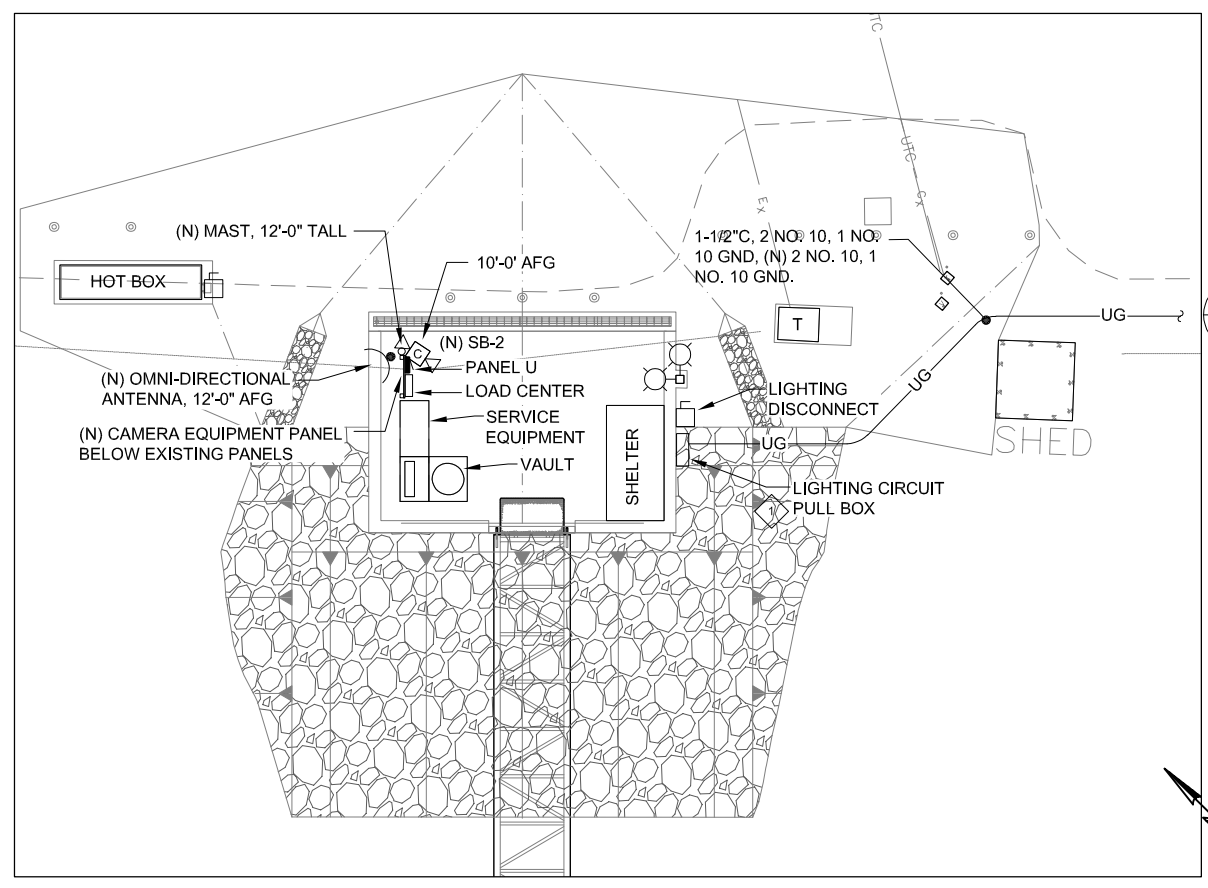 UTC
UTC
Cx
(N) MAST, 12'-0" TALL
10'-0' AFG
Ex
1-1/2"C, 2 NO. 10, 1 NO.
10 GND, (N) 2 NO. 10, 1
NO. 10 GND.
HOT BOX
T
UG
C
(N) SB-2
PANEL U
LOAD CENTER
(N) OMNI-DIRECTIONAL
ANTENNA, 12'-0" AFG
(N) CAMERA EQUIPMENT PANEL
BELOW EXISTING PANELS
SERVICE
EQUIPMENT
VAULT
SHELTER
LIGHTING
DISCONNECT
UG
UG
SHED
LIGHTING CIRCUIT
PULL BOX
1